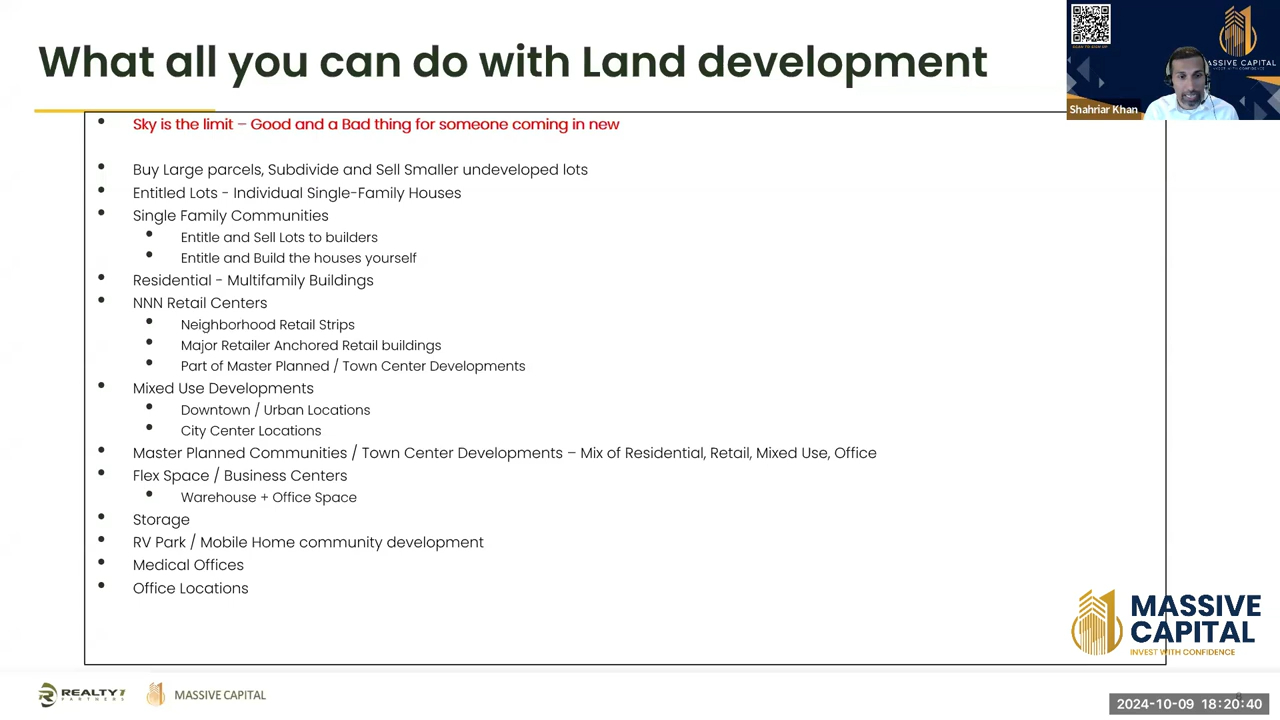 What all you can do with Land development
MASSIVE CAPITAL
Shahriar Khan
Sky is the limit – Good and a Bad thing for someone coming in new
Buy Large parcels, Subdivide and Sell Smaller undeveloped lots
Entitled Lots - Individual Single-Family Houses
Single Family Communities
Entitle and Sell Lots to builders
Entitle and Build the houses yourself
Residential - Multifamily Buildings
NNN Retail Centers
Neighborhood Retail Strips
Major Retailer Anchored Retail buildings
Part of Master Planned / Town Center Developments
Mixed Use Developments
Downtown / Urban Locations
City Center Locations
Master Planned Communities / Town Center Developments – Mix of Residential, Retail, Mixed Use, Office
Flex Space / Business Centers
Warehouse + Office Space
Storage
RV Park / Mobile Home community development
Medical Offices
Office Locations
MASSIVE
CAPITAL
INVEST WITH CONFIDENCE
REALTY1
PARTNERS
MASSIVE CAPITAL
2024-10-09 18:20:40